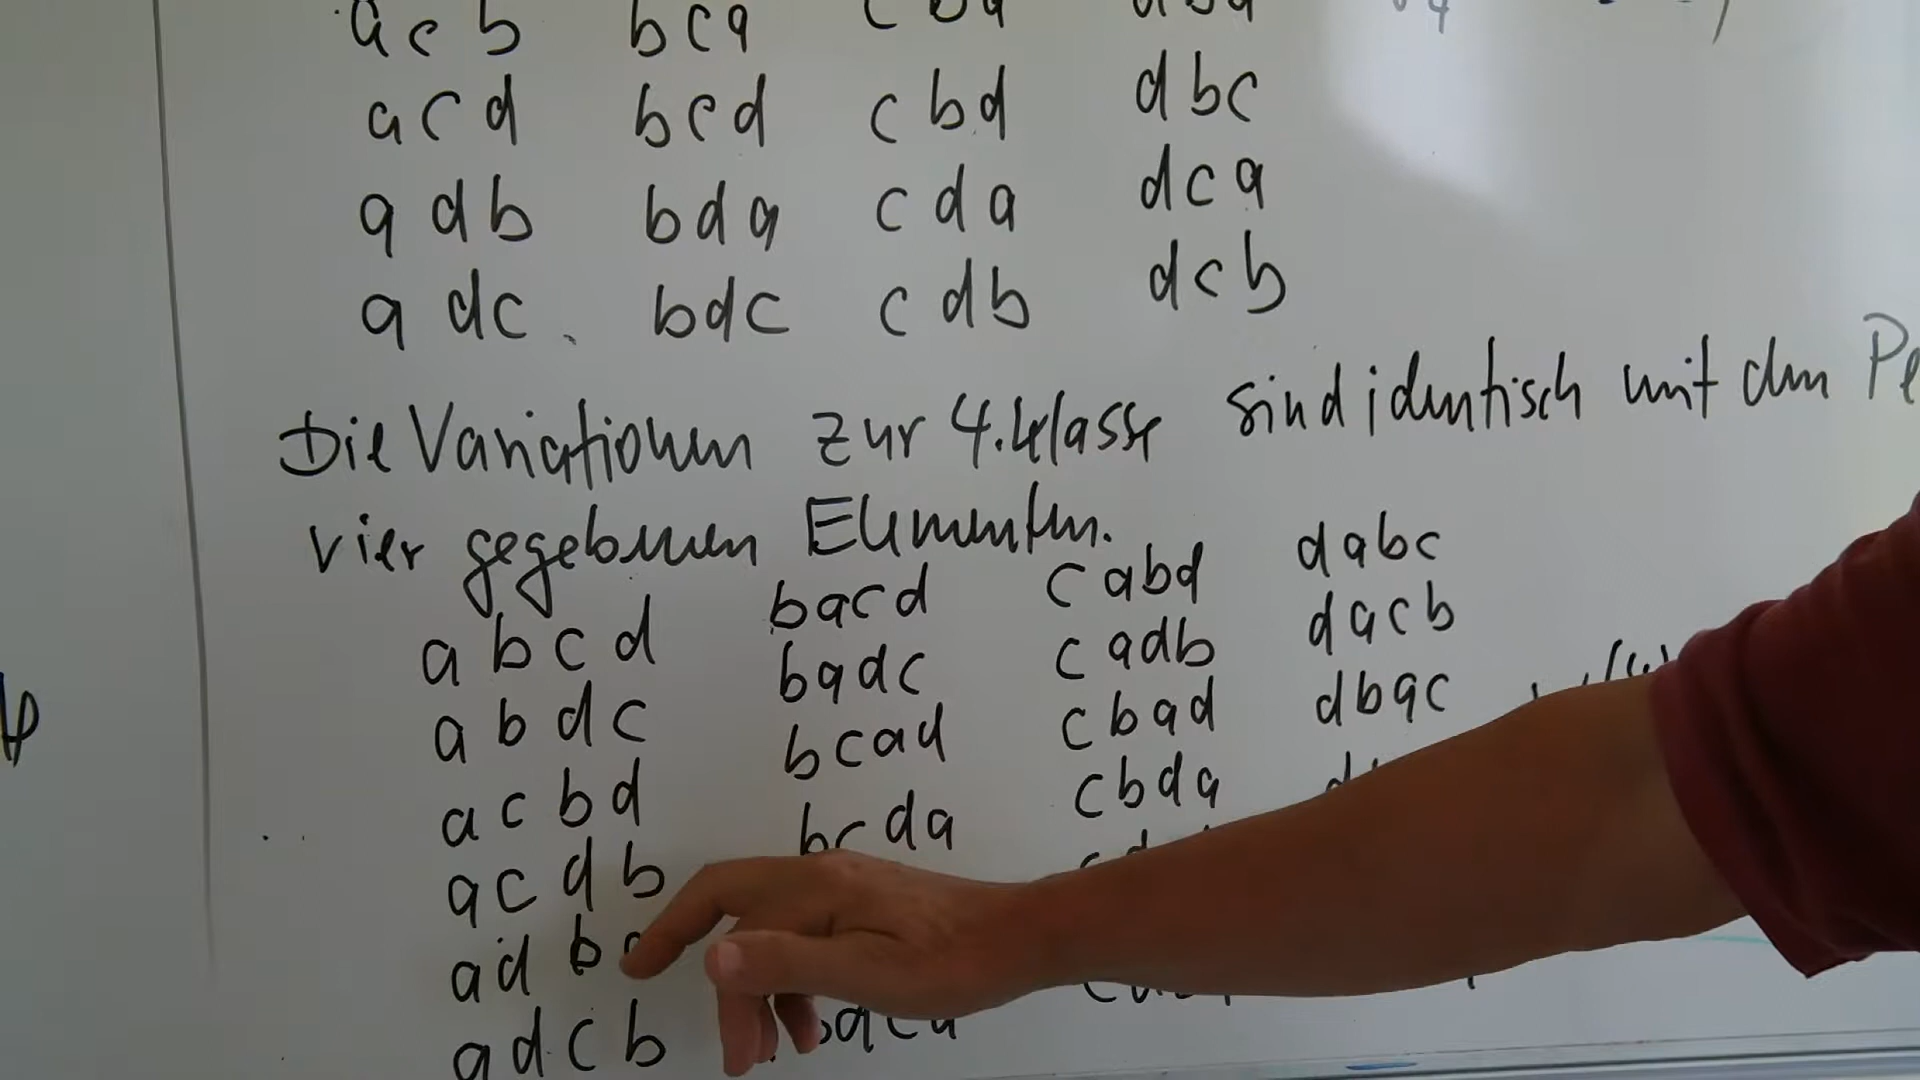 acb bca cba
acd bcd cbd dbc
adb bda cda dca
adc. bdc cdb dcb
Die Variationen zur 4. Klasse sind identisch mit den Pe
vier gegebenen Elementen.
abcd bacd cabd dabc
abdc badc cadb dacb
acbd bcad cbad dbac
acdb bcda cbda
adb
adcb